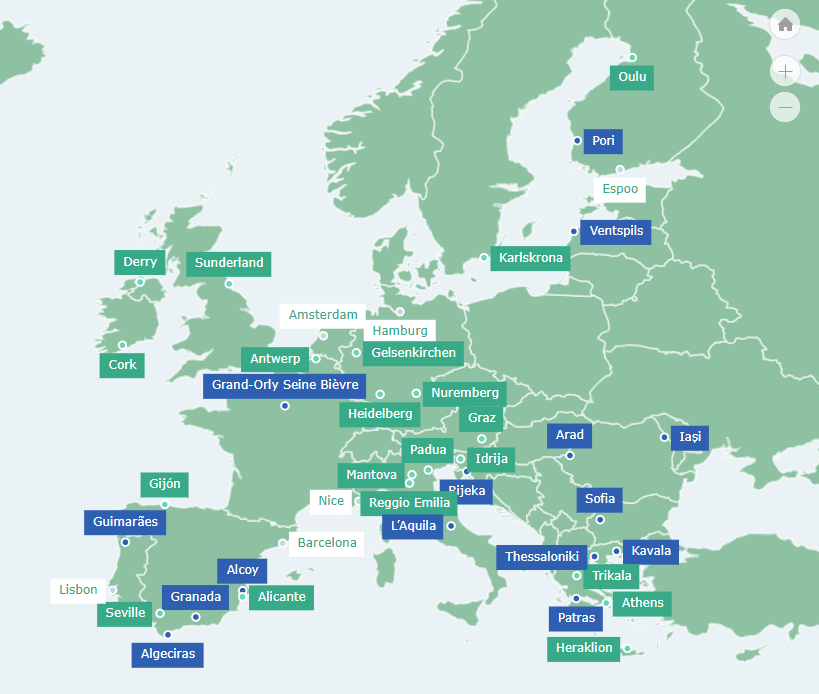 Oulu
Pori
Espoo
Ventspils
Karlskrona
Derry
Sunderland
Amsterdam
Hamburg
Cork
Antwerp
Gelsenkirchen
Grand-Orly Seine Bièvre
Nuremberg
Heidelberg
Graz
Arad
Iași
Padua
Idrija
Mantova
Gijón
Rijeka
Nice
Reggio Emilia
Sofia
Guimarães
L’Aquila
Barcelona
Thessaloniki
Kavala
Alcoy
Trikala
Lisbon
Granada
Alicante
Athens
Seville
Patras
Algeciras
Heraklion